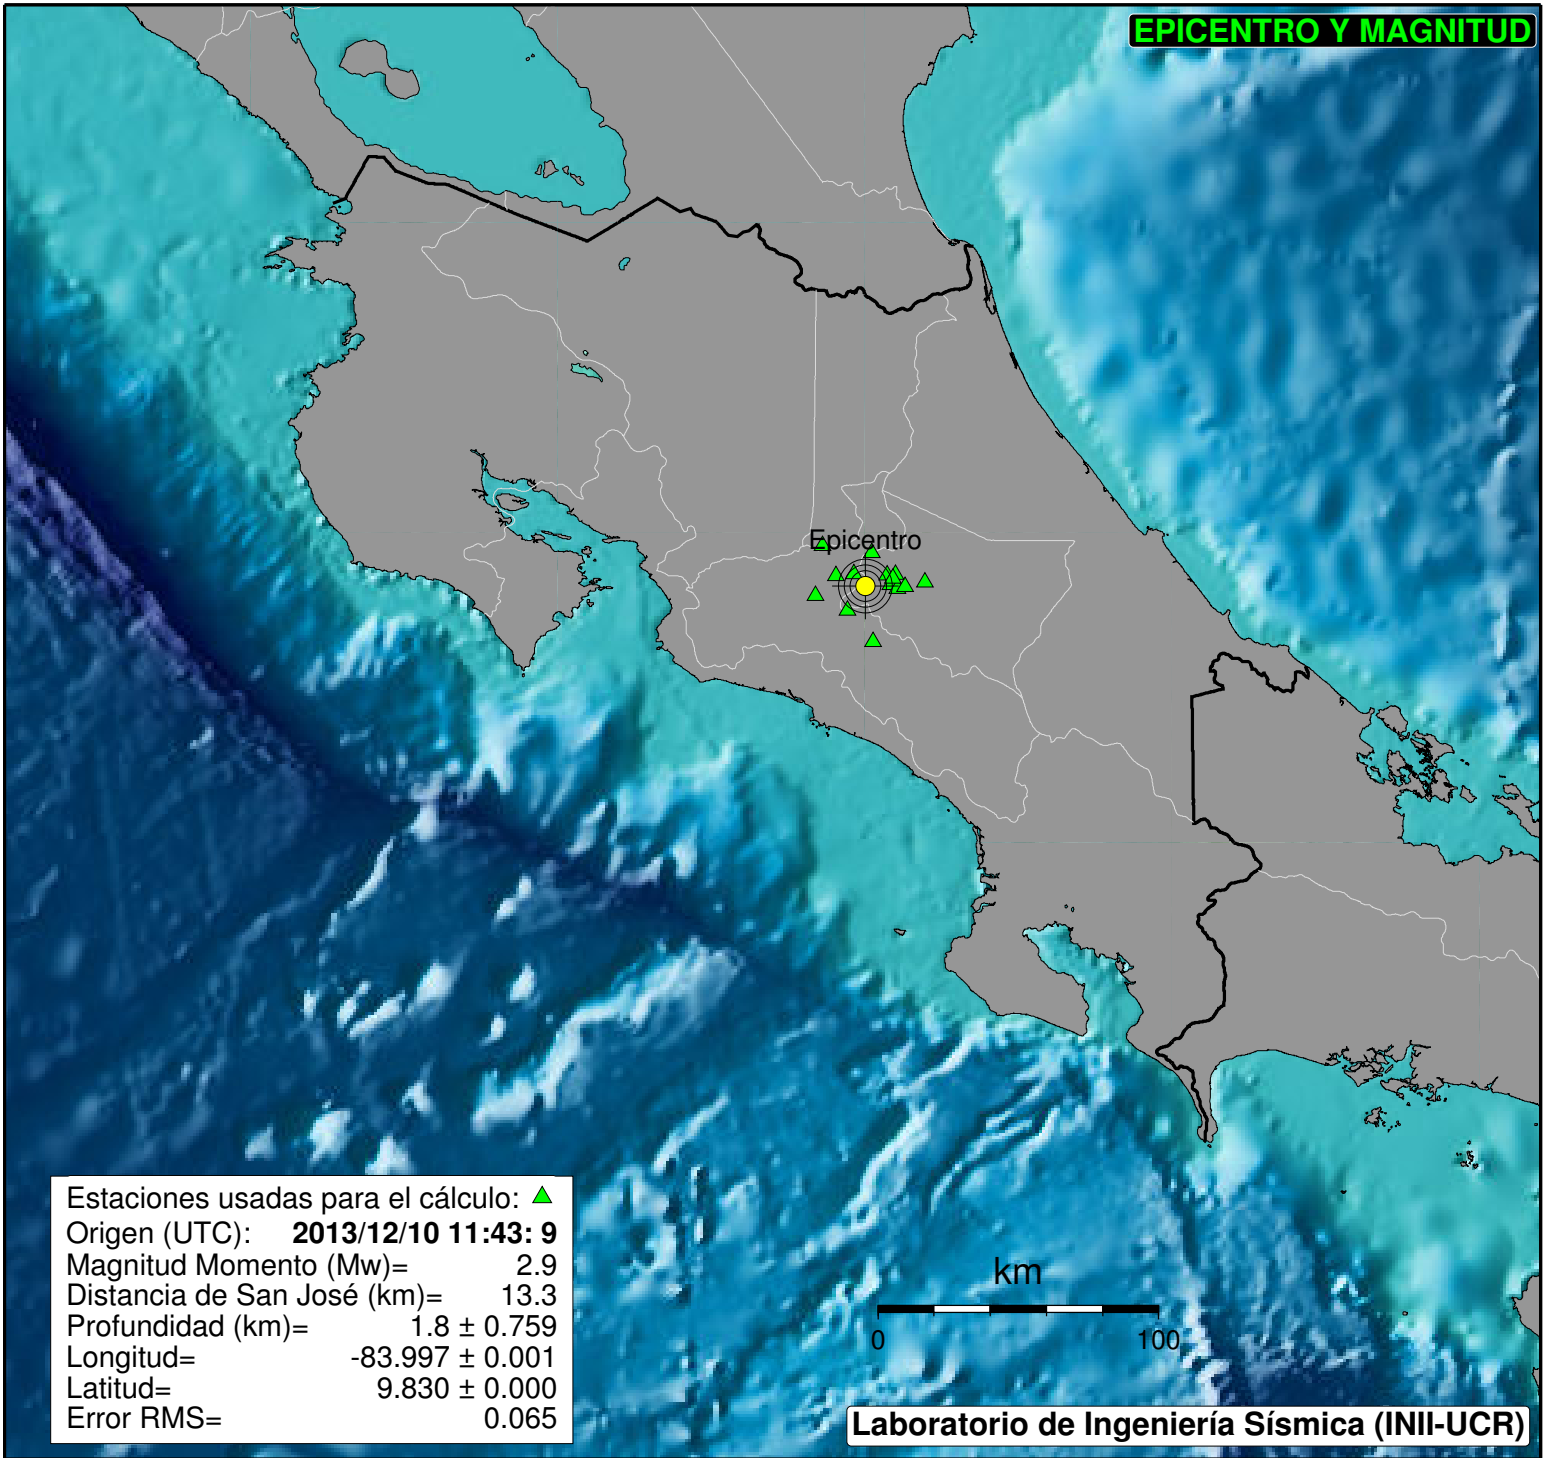 EPICENTRO Y MAGNITUD
Epicentro
Estaciones usadas para el cálculo:
Origen (UTC): 2013/12/10 11:43: 9
Magnitud Momento (Mw)= 2.9
Distancia de San José (km)= 13.3
Profundidad (km)= 1.8 ± 0.759
Longitud= -83.997 ± 0.001
Latitud= 9.830 ± 0.000
Error RMS= 0.065
km
0 100
Laboratorio de Ingeniería Sísmica (INII-UCR)